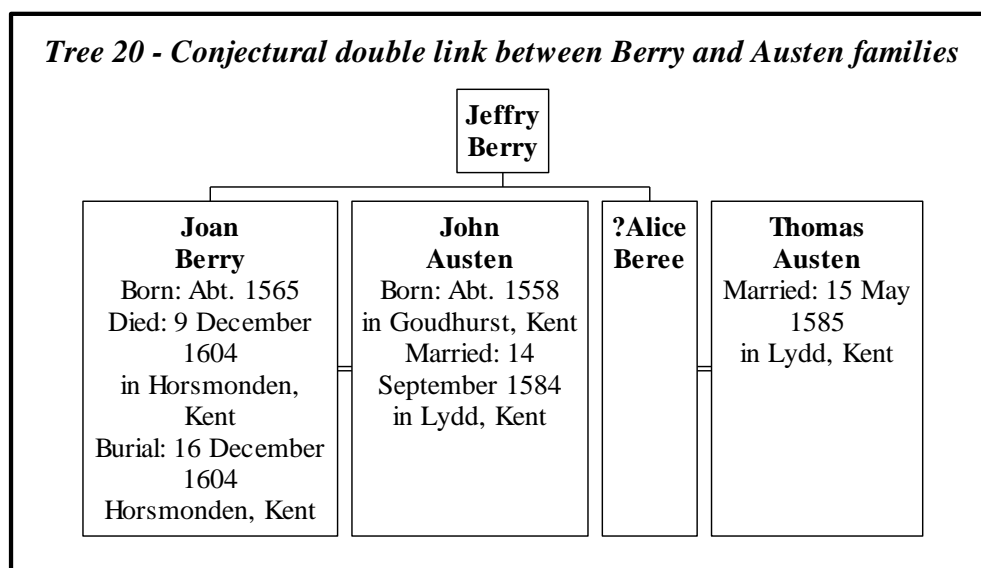 Tree 20 - Conjectural double link between Berry and Austen families
Jeffry
Berry
Joan
Berry
Born: Abt. 1565
Died: 9 December
1604
in Horsmonden,
Kent
Burial: 16 December
1604
Horsmonden, Kent
John
Austen
Born: Abt. 1558
in Goudhurst, Kent
Married: 14
September 1584
in Lydd, Kent
?Alice
Beree
Thomas
Austen
Married: 15 May
1585
in Lydd, Kent